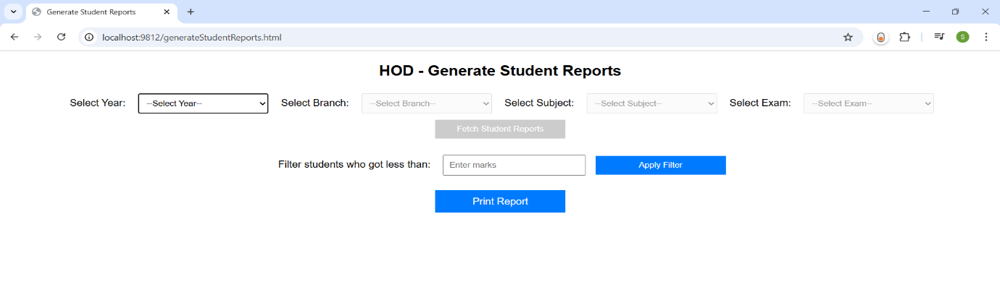 Generate Student Reports
localhost:9812/generateStudentReports.html
S
HOD - Generate Student Reports
Select Year: --Select Year-- Select Branch: --Select Branch-- Select Subject: --Select Subject-- Select Exam: --Select Exam--
Fetch Student Reports
Filter students who got less than: Enter marks Apply Filter
Print Report